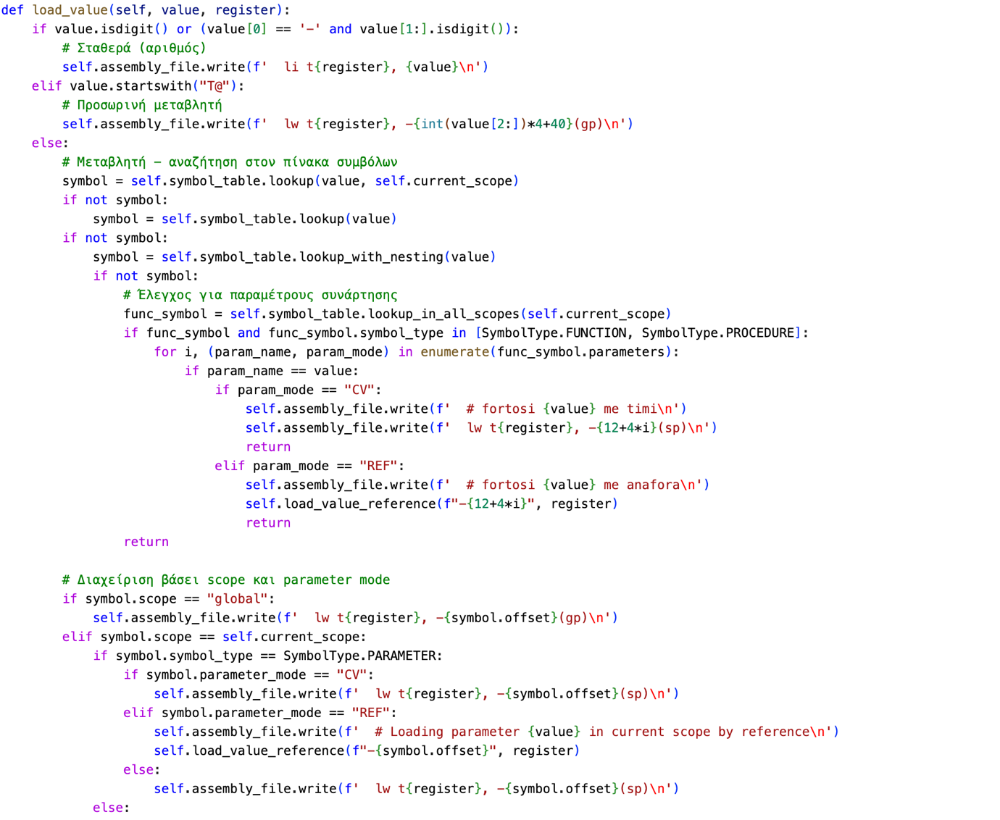 def load_value(self, value, register):
    if value.isdigit() or (value[0] == '-' and value[1:].isdigit()):
        # Σταθερά (αριθμός)
        self.assembly_file.write(f'  li t{register}, {value}\n')
    elif value.startswith("T@"):
        # Προσωρινή μεταβλητή
        self.assembly_file.write(f'  lw t{register}, -{int(value[2:])*4+40}(gp)\n')
    else:
        # Μεταβλητή – αναζήτηση στον πίνακα συμβόλων
        symbol = self.symbol_table.lookup(value, self.current_scope)
        if not symbol:
            symbol = self.symbol_table.lookup(value)
        if not symbol:
            symbol = self.symbol_table.lookup_with_nesting(value)
            if not symbol:
                # Έλεγχος για παραμέτρους συνάρτησης
                func_symbol = self.symbol_table.lookup_in_all_scopes(self.current_scope)
                if func_symbol and func_symbol.symbol_type in [SymbolType.FUNCTION, SymbolType.PROCEDURE]:
                    for i, (param_name, param_mode) in enumerate(func_symbol.parameters):
                        if param_name == value:
                            if param_mode == "CV":
                                self.assembly_file.write(f'  # fortosi {value} me timi\n')
                                self.assembly_file.write(f'  lw t{register}, -{12+4*i}(sp)\n')
                                return
                            elif param_mode == "REF":
                                self.assembly_file.write(f'  # fortosi {value} me anafora\n')
                                self.load_value_reference(f"-{12+4*i}", register)
                                return
                return

        # Διαχείριση βάσει scope και parameter mode
        if symbol.scope == "global":
            self.assembly_file.write(f'  lw t{register}, -{symbol.offset}(gp)\n')
        elif symbol.scope == self.current_scope:
            if symbol.symbol_type == SymbolType.PARAMETER:
                if symbol.parameter_mode == "CV":
                    self.assembly_file.write(f'  lw t{register}, -{symbol.offset}(sp)\n')
                elif symbol.parameter_mode == "REF":
                    self.assembly_file.write(f'  # Loading parameter {value} in current scope by reference\n')
                    self.load_value_reference(f"-{symbol.offset}", register)
                else:
                    self.assembly_file.write(f'  lw t{register}, -{symbol.offset}(sp)\n')
            else: